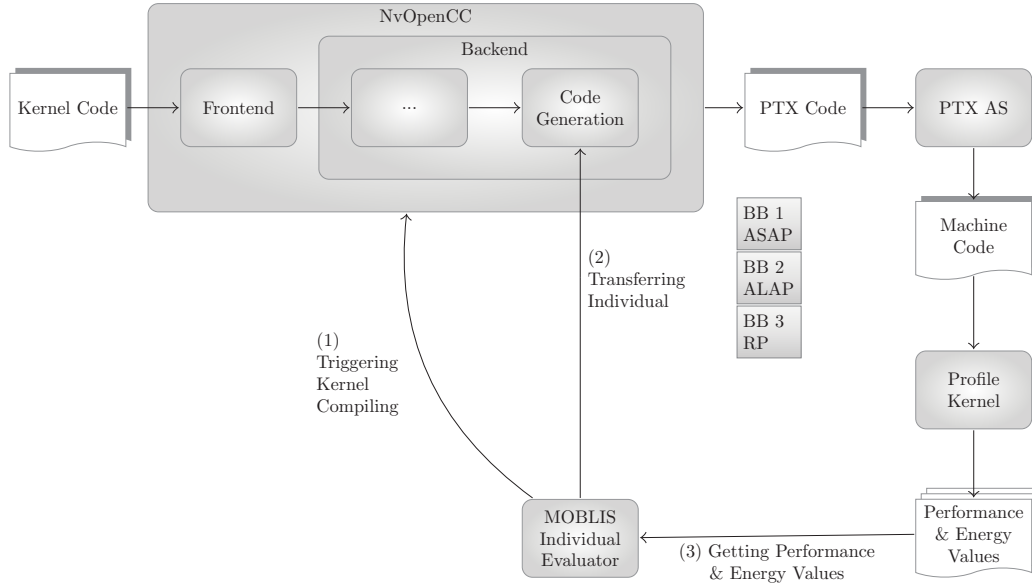 NvOpenCC
Backend
Kernel Code
Frontend
...
Code
Generation
PTX Code
PTX AS
BB 1
ASAP
BB 2
ALAP
BB 3
RP
Machine
Code
(2)
Transferring
Individual
(1)
Triggering
Kernel
Compiling
Profile
Kernel
MOBLIS
Individual
Evaluator
(3) Getting Performance
& Energy Values
Performance
& Energy
Values